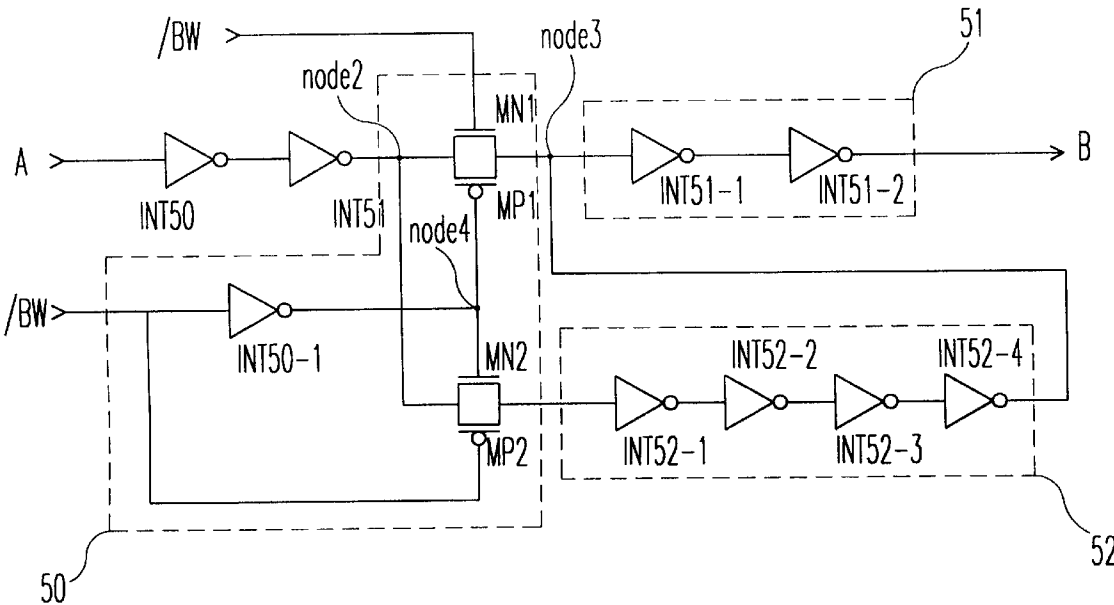 /BW
node3
51
node2
MN1
A
B
INT50
INT51
MP1
INT51-1
INT51-2
node4
/BW
INT50-1
MN2
INT52-2
INT52-4
MP2
INT52-1
INT52-3
50
52